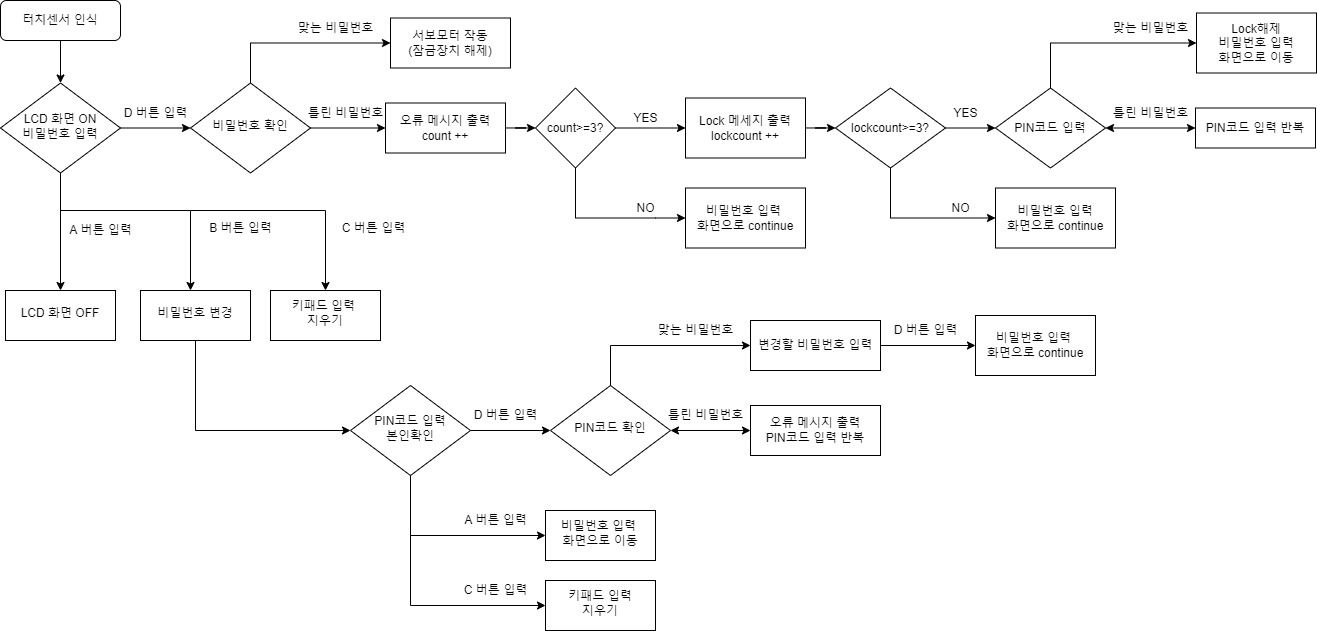 터치센서 인식
LCD 화면 ON
비밀번호 입력
D 버튼 입력
비밀번호 확인
맞는 비밀번호
서보모터 작동
(잠금장치 해제)
틀린 비밀번호
오류 메시지 출력
count ++
count>=3?
YES
Lock 메세지 출력
lockcount ++
NO
비밀번호 입력
화면으로 continue
lockcount>=3?
YES
PIN코드 입력
NO
비밀번호 입력
화면으로 continue
맞는 비밀번호
Lock해제
비밀번호 입력
화면으로 이동
틀린 비밀번호
PIN코드 입력 반복
A 버튼 입력
B 버튼 입력
C 버튼 입력
LCD 화면 OFF
비밀번호 변경
키패드 입력
지우기
PIN코드 입력
본인확인
D 버튼 입력
PIN코드 확인
맞는 비밀번호
변경할 비밀번호 입력
D 버튼 입력
비밀번호 입력
화면으로 continue
틀린 비밀번호
오류 메시지 출력
PIN코드 입력 반복
A 버튼 입력
비밀번호 입력
화면으로 이동
C 버튼 입력
키패드 입력
지우기